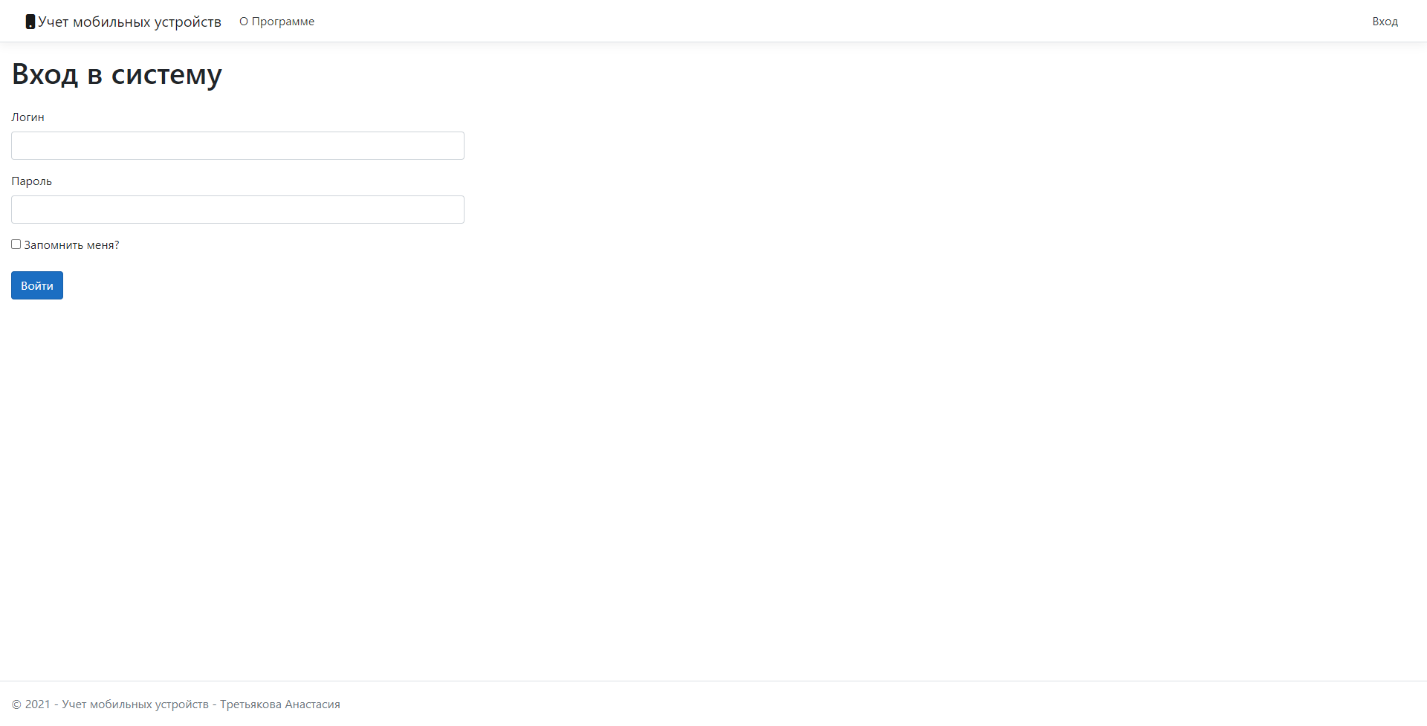 Учет мобильных устройств О Программе Вход
Вход в систему
Логин
Пароль
Запомнить меня?
Войти
© 2021 - Учет мобильных устройств - Третьякова Анастасия